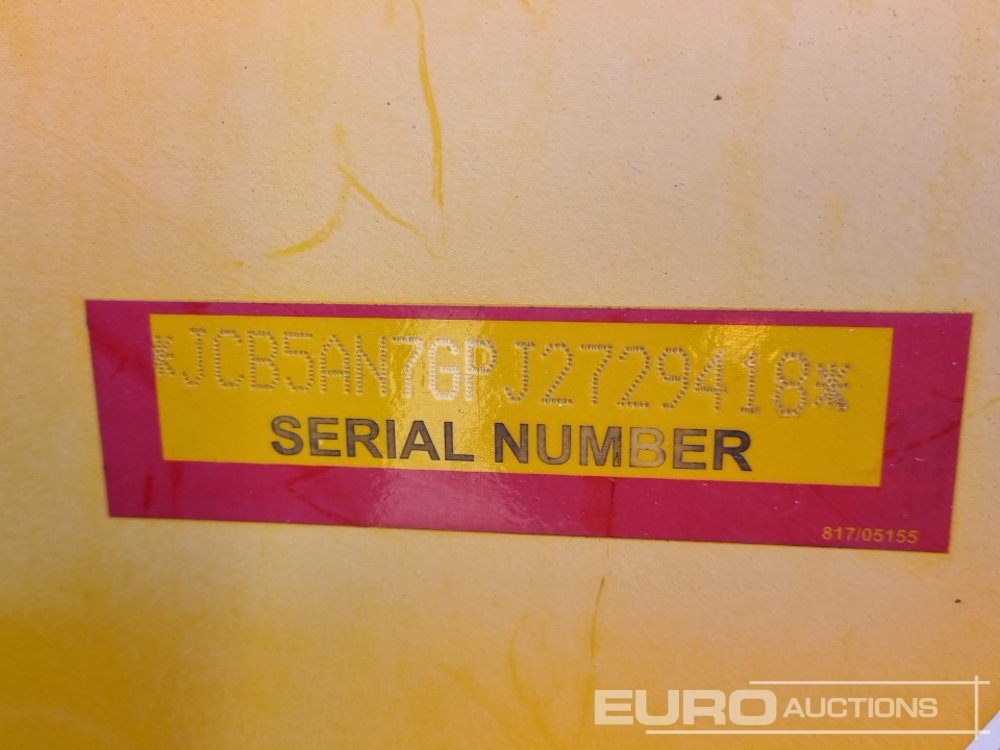 *JCB5AN7GPJ2729418*
SERIAL NUMBER
817/05155
EURO AUCTIONS